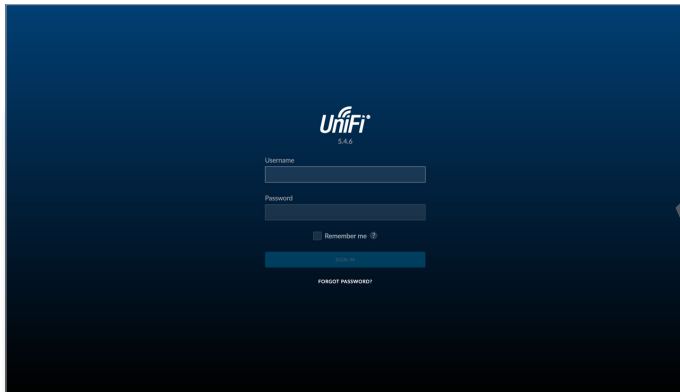 UniFi
5.4.6
Username
Password
Remember me ?
SIGN IN
FORGOT PASSWORD?